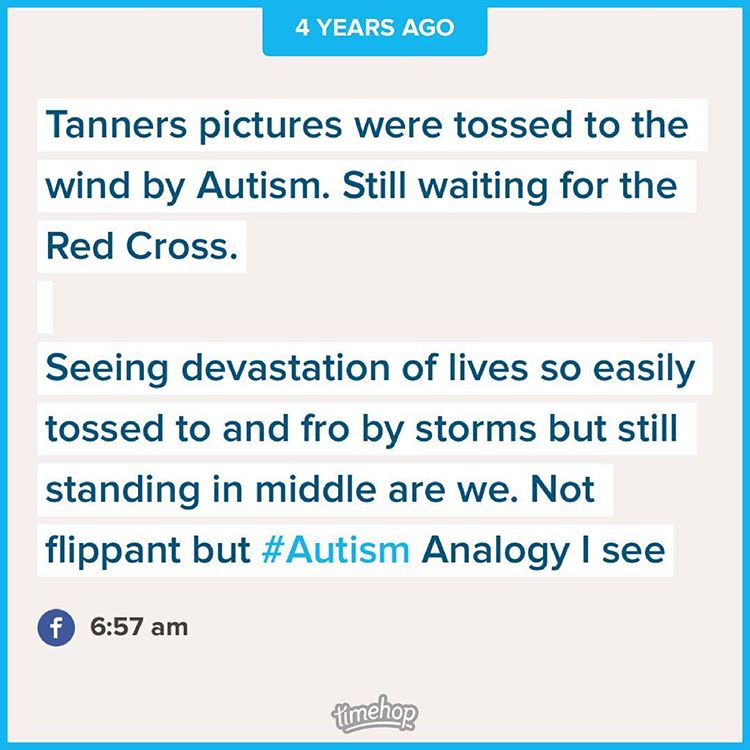 4 YEARS AGO
Tanners pictures were tossed to the
wind by Autism. Still waiting for the
Red Cross.
Seeing devastation of lives so easily
tossed to and fro by storms but still
standing in middle are we. Not
flippant but #Autism Analogy I see
f 6:57 am
timehop